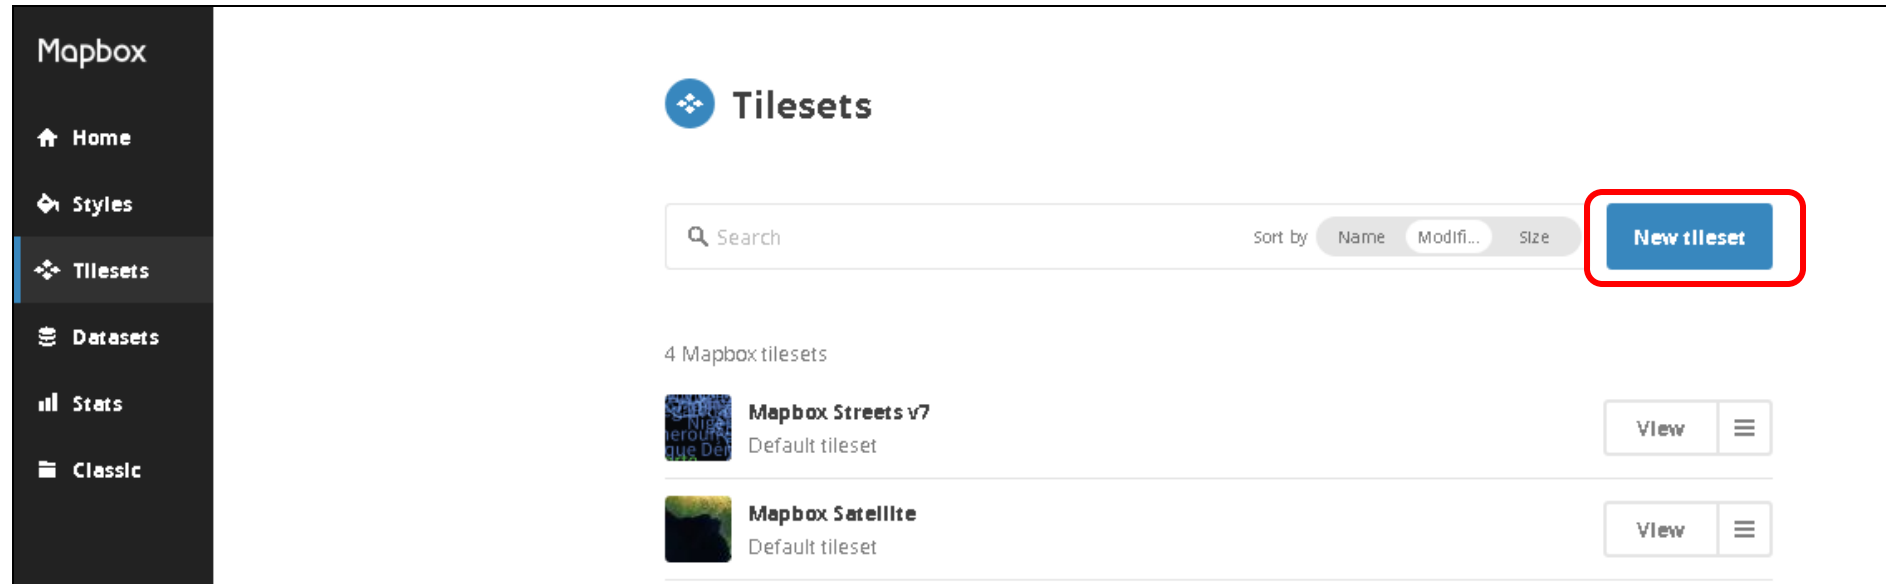 Mapbox
Home
Styles
Tilesets
Datasets
Stats
Classic
Tilesets
Search
Sort by Name Modifi... Size
New tileset
4 Mapbox tilesets
Mapbox Streets v7
Default tileset
View
Mapbox Satellite
Default tileset
View